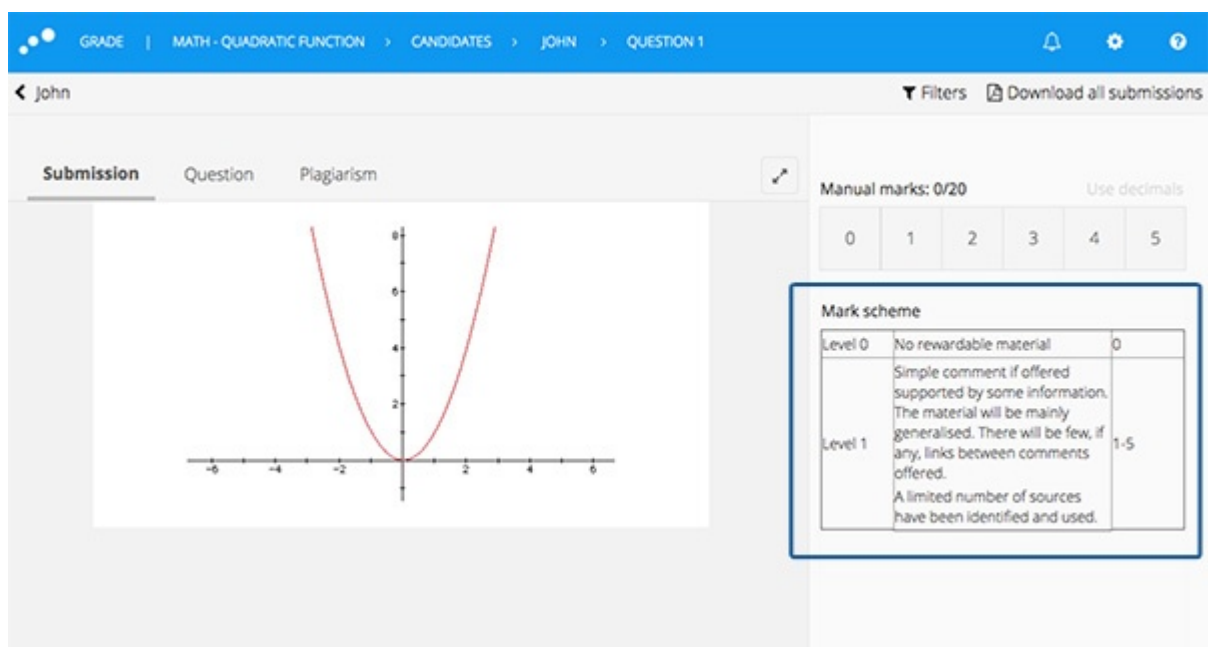 GRADE | MATH - QUADRATIC FUNCTION > CANDIDATES > JOHN > QUESTION 1
John
Filters Download all submissions
Submission Question Plagiarism
Manual marks: 0/20 Use decimals
0 1 2 3 4 5
8
6
4
2
-6 -4 -2 2 4 6
Mark scheme
Level 0 No rewardable material 0
Simple comment if offered
supported by some information.
The material will be mainly
generalised. There will be few, if
Level 1 any, links between comments 1-5
offered.
A limited number of sources
have been identified and used.